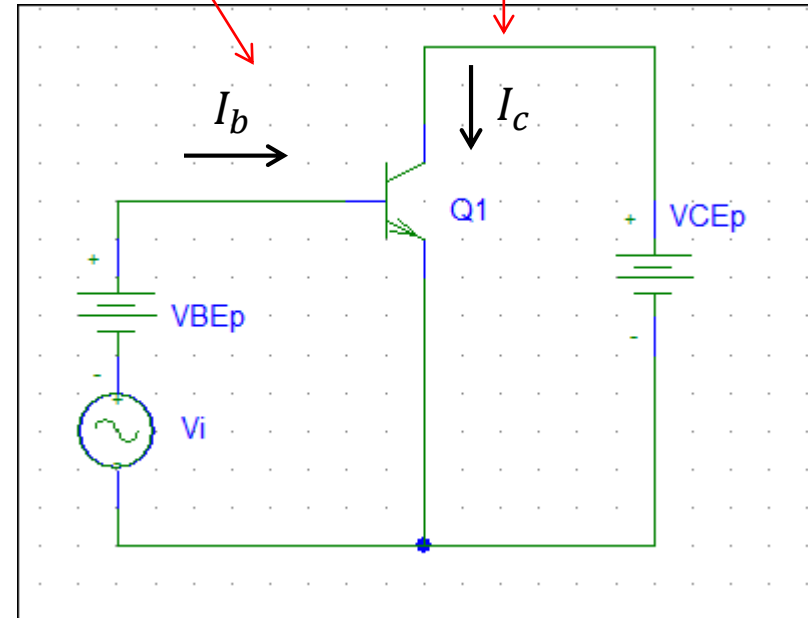 I_b
I_c
Q1
+ VCEp
+
VBEp
-
-
+
Vi
-